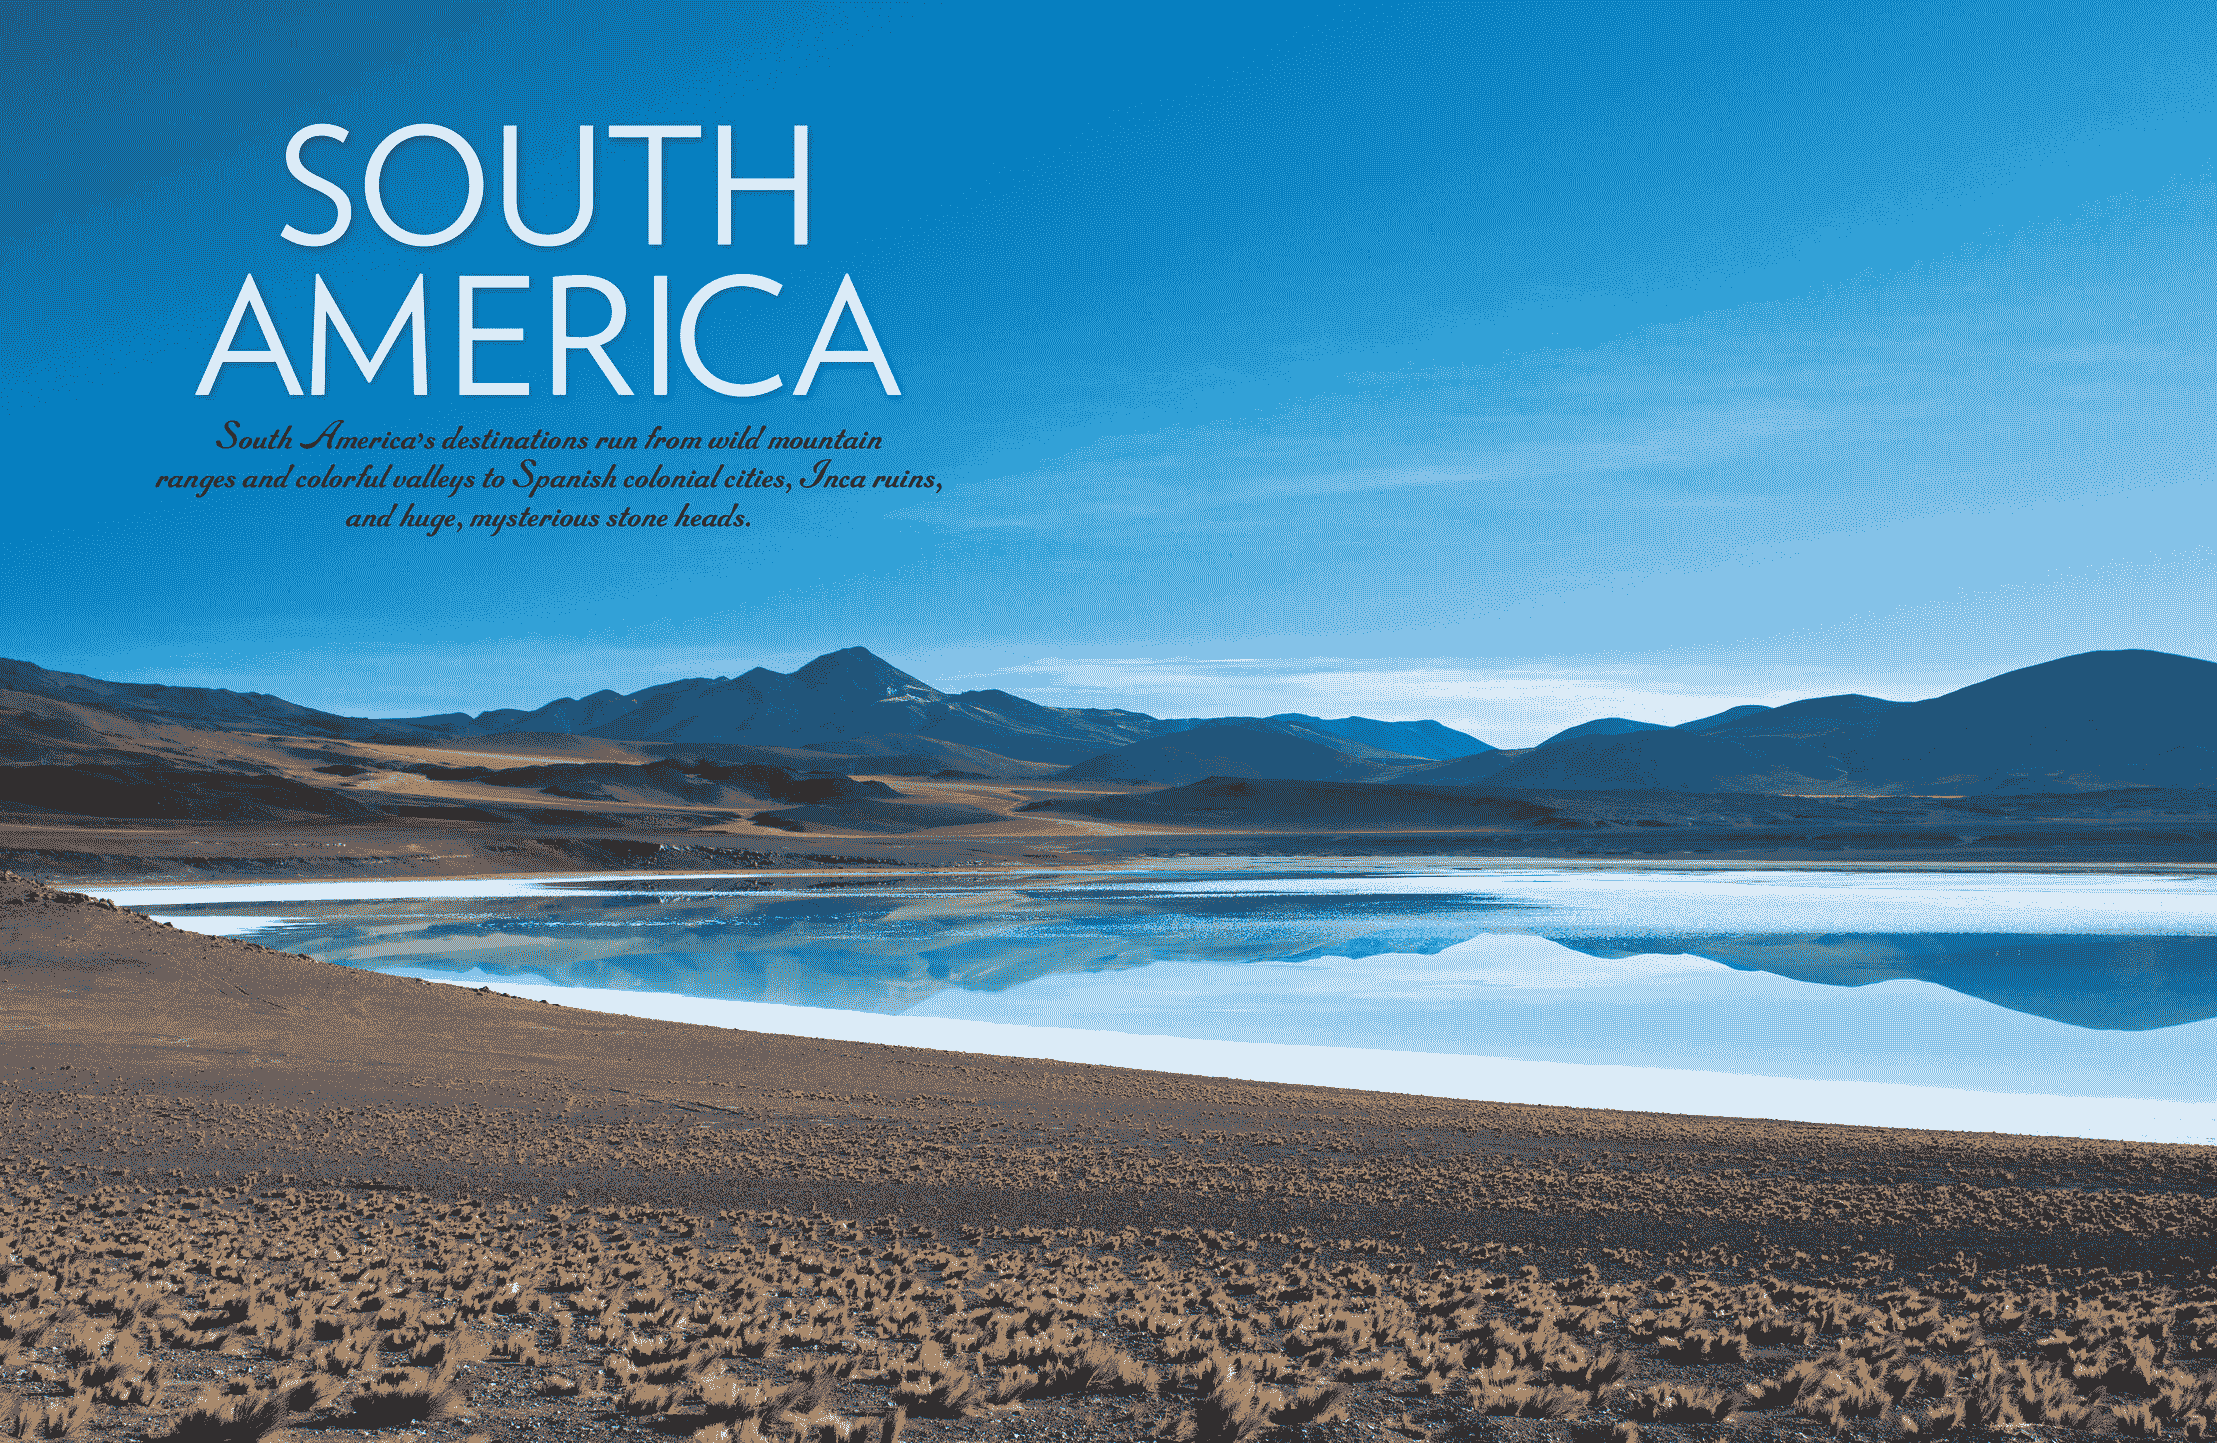 SOUTH
AMERICA
South America's destinations run from wild mountain
ranges and colorful valleys to Spanish colonial cities, Inca ruins,
and huge, mysterious stone heads.